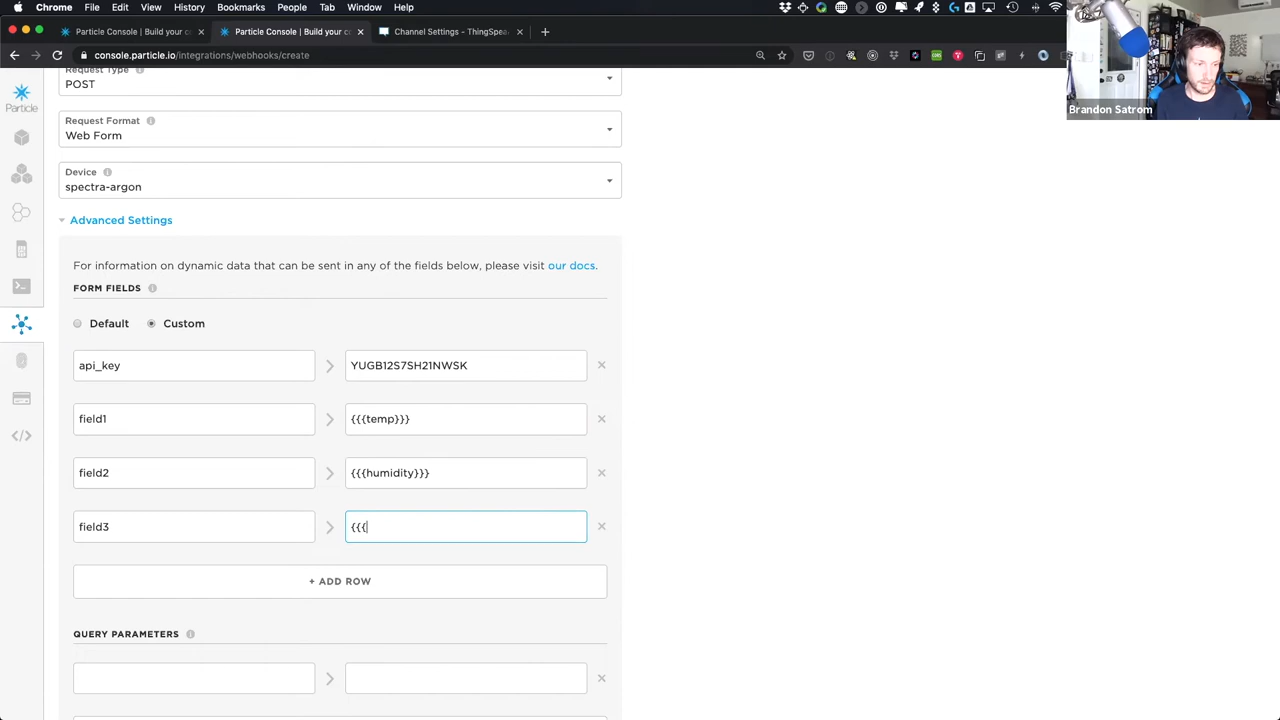 Chrome File Edit View History Bookmarks People Tab Window Help
Particle Console | Build your co
Particle Console | Build your co
Channel Settings - ThingSpea
console.particle.io/integrations/webhooks/create
Brandon Satrom
Particle
Request Type
POST
Request Format
Web Form
Device
spectra-argon
Advanced Settings
For information on dynamic data that can be sent in any of the fields below, please visit our docs.
FORM FIELDS
Default Custom
api_key > YUGB12S7SH21NWSK ×
field1 > {{{temp}}} ×
field2 > {{{humidity}}} ×
field3 > {{{ ×
+ ADD ROW
QUERY PARAMETERS
> ×